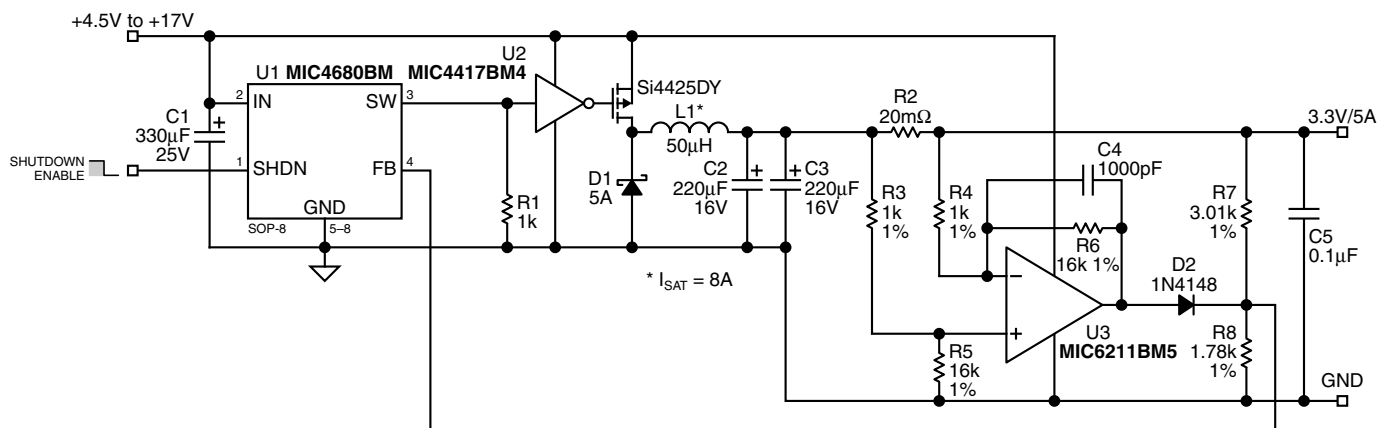 +4.5V to +17V
U1 MIC4680BM
MIC4417BM4
U2
Si4425DY
2
IN
SW
3
C1
330µF
25V
+
SHUTDOWN
ENABLE
1
SHDN
FB
4
GND
SOP-8
5–8
R1
1k
D1
5A
L1*
50µH
* ISAT = 8A
C2
220µF
16V
+
C3
220µF
16V
+
R2
20mΩ
3.3V/5A
R3
1k
1%
R4
1k
1%
C4
1000pF
R6
16k 1%
R7
3.01k
1%
C5
0.1µF
D2
1N4148
−
+
U3
MIC6211BM5
R5
16k
1%
R8
1.78k
1%
GND